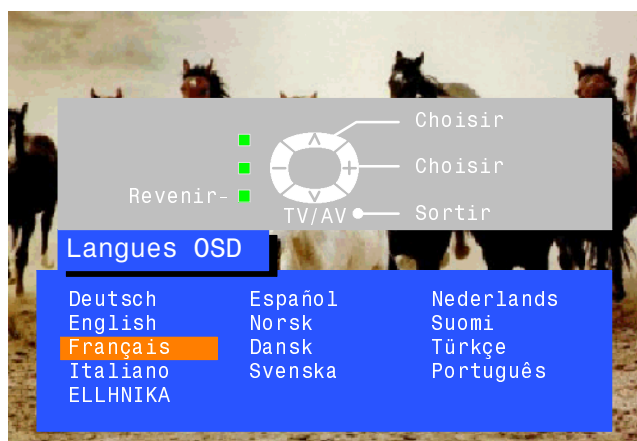 Choisir
Choisir
Revenir-
TV/AV Sortir
Langues OSD
Deutsch Español Nederlands
English Norsk Suomi
Français Dansk Türkçe
Italiano Svenska Português
ELLHNIKA